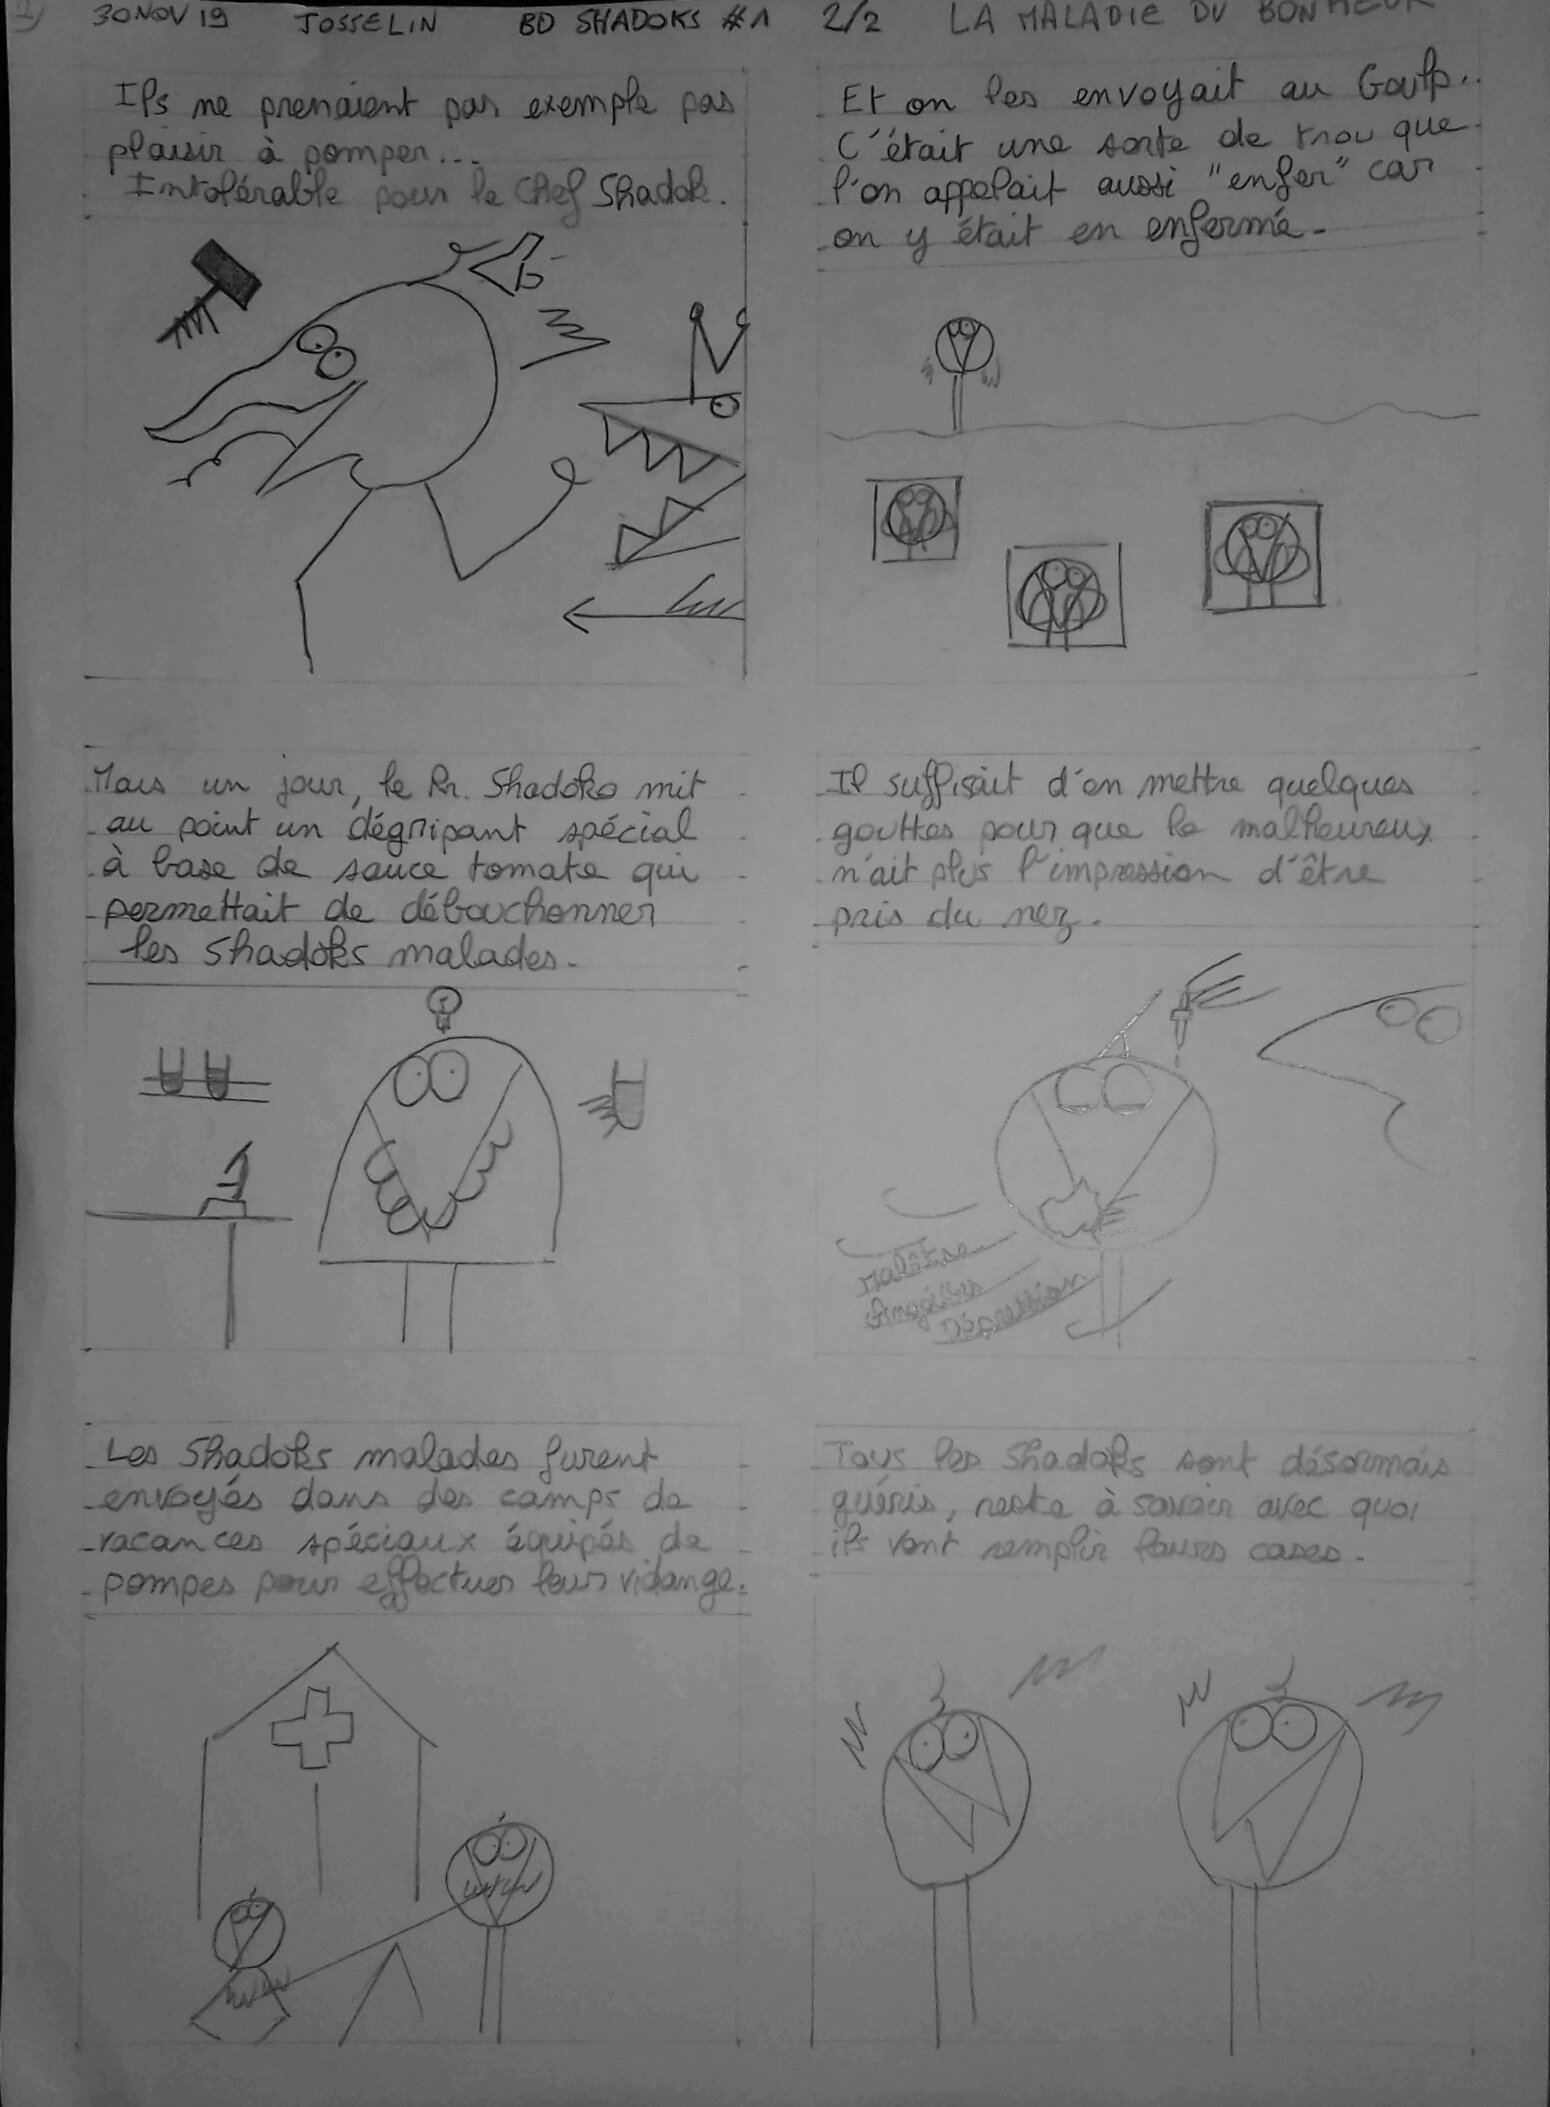 30 NOV 19 JOSSELIN BD SHADOKS #1 2/2 LA MALADIE DU BONHEUR
Ils ne prenaient par exemple pas
plaisir à pomper...
Intolérable pour le Chef Shadok.
Et on les envoyait au Goulp..
C'était une sorte de trou que
l'on appelait aussi "enfer" car
on y était en enfermé.
Mais un jour, le Pr. Shadoko mit
au point un dégripant spécial
à base de sauce tomate qui
permettait de débouchonner
les Shadoks malades.
Il suffisait d'en mettre quelques
gouttes pour que le malheureux
n'ait plus l'impression d'être
pris du nez.
Malêtre
Angoisses
Dépression
Les Shadoks malades furent
envoyés dans des camps de
vacances spéciaux équipés de
pompes pour effectuer leur vidange.
Tous les Shadoks sont désormais
guéris, reste à savoir avec quoi
ils vont remplir leurs cases.